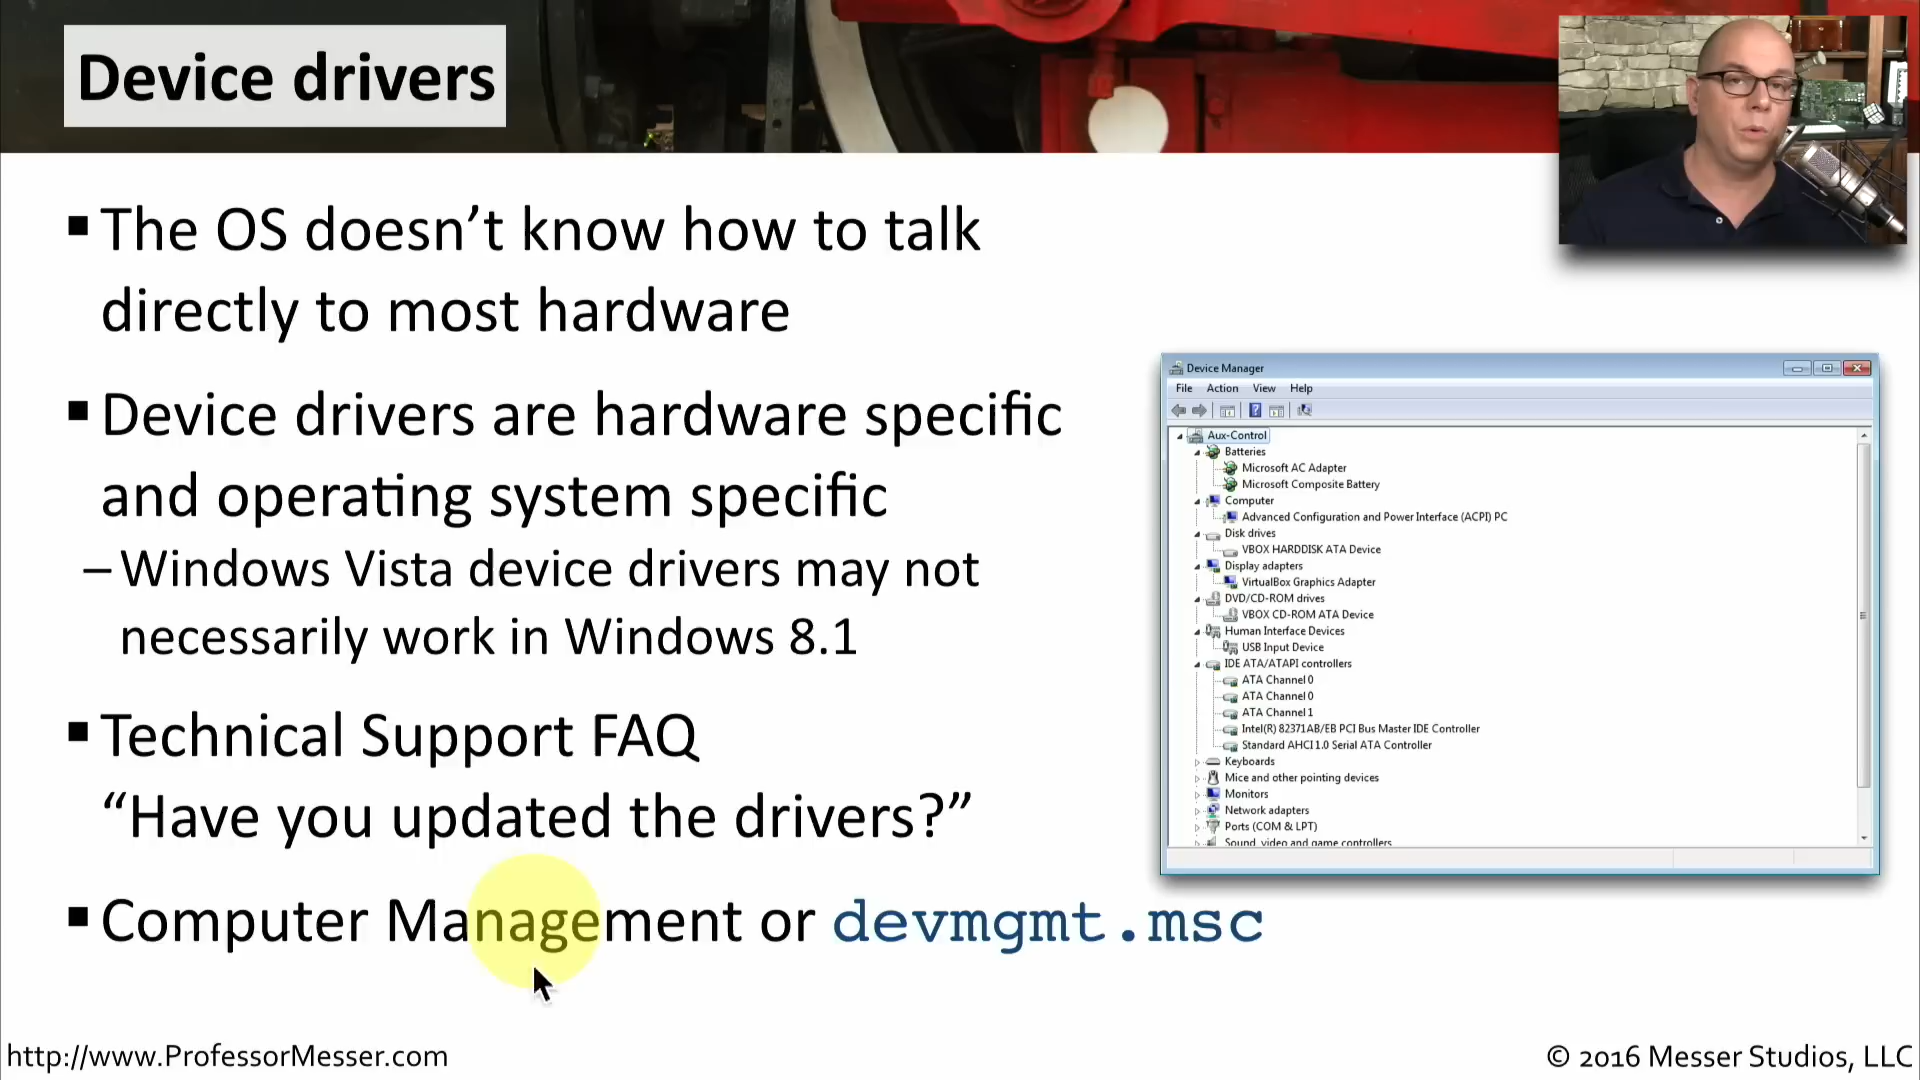 Device drivers
▪ The OS doesn’t know how to talk
directly to most hardware
▪ Device drivers are hardware specific
and operating system specific
– Windows Vista device drivers may not
necessarily work in Windows 8.1
▪ Technical Support FAQ
“Have you updated the drivers?”
▪ Computer Management or devmgmt.msc
Device Manager
File Action View Help
Aux-Control
Batteries
Microsoft AC Adapter
Microsoft Composite Battery
Computer
Advanced Configuration and Power Interface (ACPI) PC
Disk drives
VBOX HARDDISK ATA Device
Display adapters
VirtualBox Graphics Adapter
DVD/CD-ROM drives
VBOX CD-ROM ATA Device
Human Interface Devices
USB Input Device
IDE ATA/ATAPI controllers
ATA Channel 0
ATA Channel 0
ATA Channel 1
Intel(R) 82371AB/EB PCI Bus Master IDE Controller
Standard AHCI 1.0 Serial ATA Controller
Keyboards
Mice and other pointing devices
Monitors
Network adapters
Ports (COM & LPT)
Sound, video and game controllers
http://www.ProfessorMesser.com
© 2016 Messer Studios, LLC